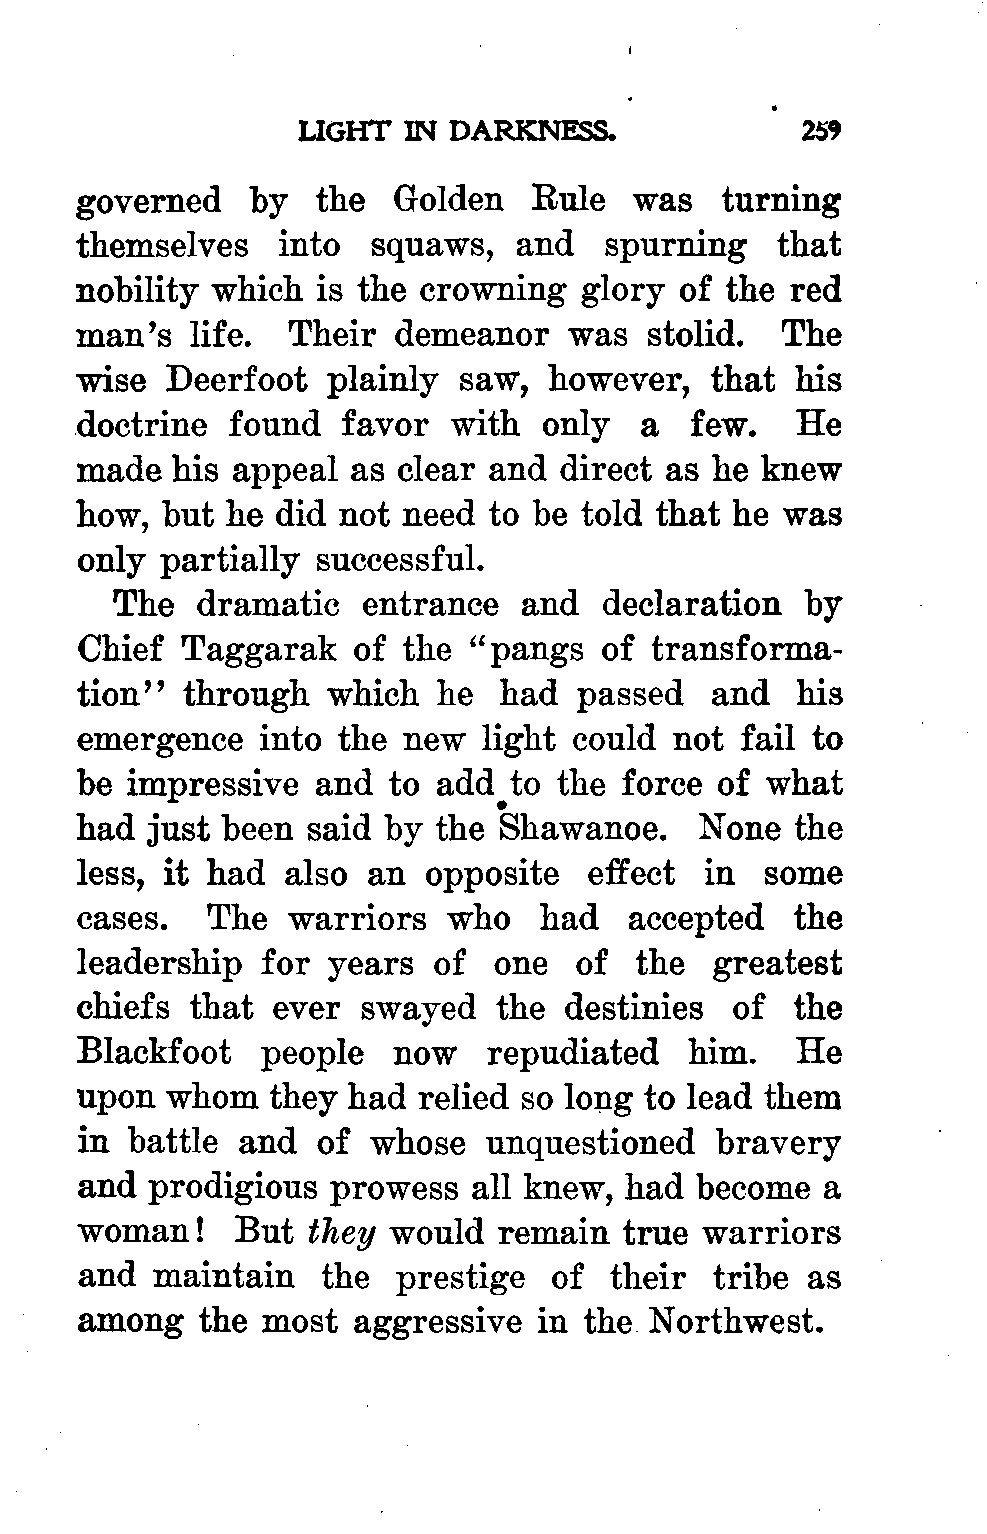 LIGHT IN DARKNESS. 259
governed by the Golden Rule was turning
themselves into squaws, and spurning that
nobility which is the crowning glory of the red
man's life. Their demeanor was stolid. The
wise Deerfoot plainly saw, however, that his
doctrine found favor with only a few. He
made his appeal as clear and direct as he knew
how, but he did not need to be told that he was
only partially successful.
The dramatic entrance and declaration by
Chief Taggarak of the "pangs of transforma-
tion" through which he had passed and his
emergence into the new light could not fail to
be impressive and to add to the force of what
had just been said by the Shawanoe. None the
less, it had also an opposite effect in some
cases. The warriors who had accepted the
leadership for years of one of the greatest
chiefs that ever swayed the destinies of the
Blackfoot people now repudiated him. He
upon whom they had relied so long to lead them
in battle and of whose unquestioned bravery
and prodigious prowess all knew, had become a
woman! But they would remain true warriors
and maintain the prestige of their tribe as
among the most aggressive in the Northwest.